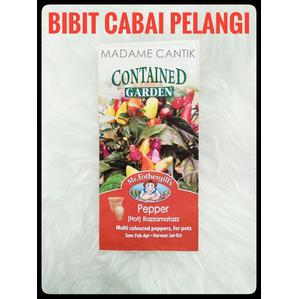 BIBIT CABAI PELANGI
MADAME CANTIK
CONTAINED
GARDEN
Mr. Fothergill's
Pepper
(Hot) Razzamatazz
Multi coloured peppers, for pots
Sow: Feb-Apr • Harvest: Jul-Oct